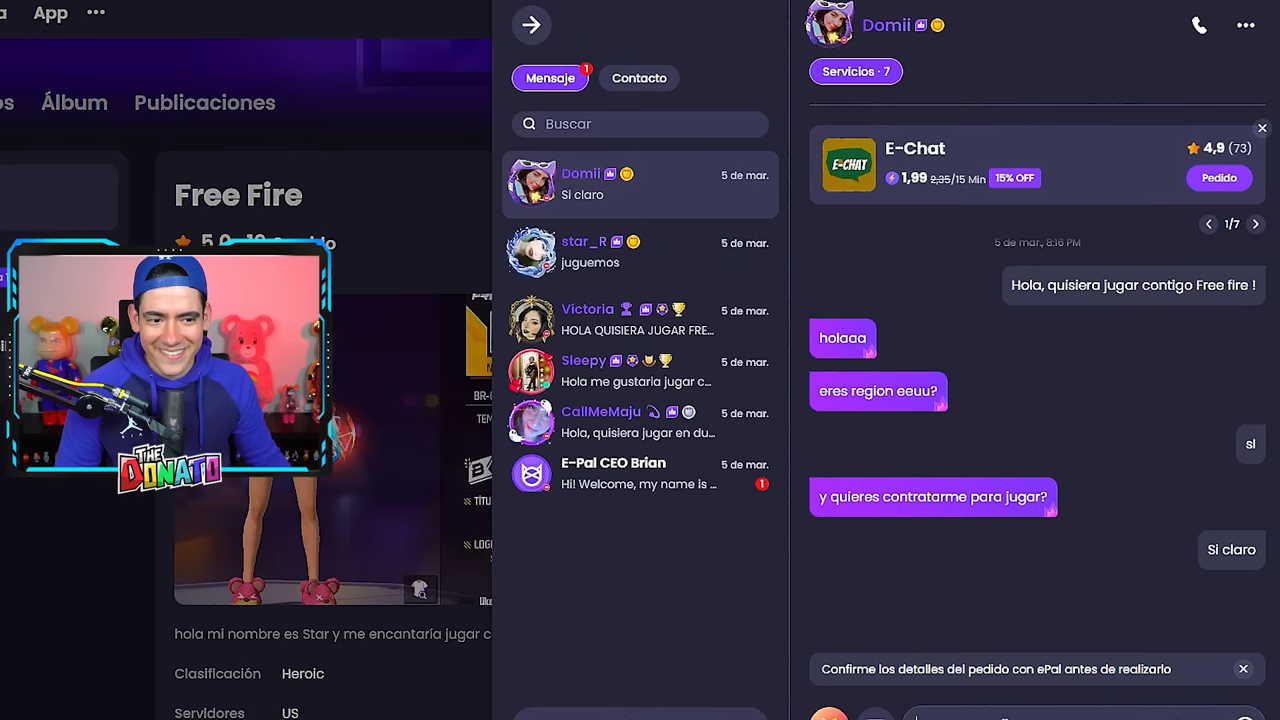 App •••
Álbum
Publicaciones
Free Fire
THE
DONATO
hola mi nombre es Star y me encantaría jugar c
Clasificación Heroic
Servidores US
Mensaje 1
Contacto
Buscar
Domii 5 de mar.
Si claro
star_R 5 de mar.
juguemos
Víctoria 5 de mar.
HOLA QUISIERA JUGAR FRE...
Sleepy 5 de mar.
Hola me gustaria jugar c...
CallMeMaju 5 de mar.
Hola, quisiera jugar en du...
E-Pal CEO Brian 5 de mar.
Hi! Welcome, my name is ... 1
Domii
Servicios · 7
E-CHAT
E-Chat 4,9 (73)
1,99 2,35/15 Min 15% OFF
Pedido
1/7
5 de mar., 8:16 PM
Hola, quisiera jugar contigo Free fire !
holaaa
eres region eeuu?
sI
y quieres contratarme para jugar?
Si claro
Confirme los detalles del pedido con ePal antes de realizarlo